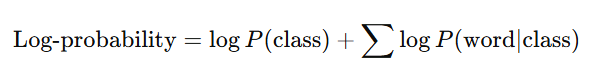 Log-probability = log P(class) + ∑ log P(word|class)